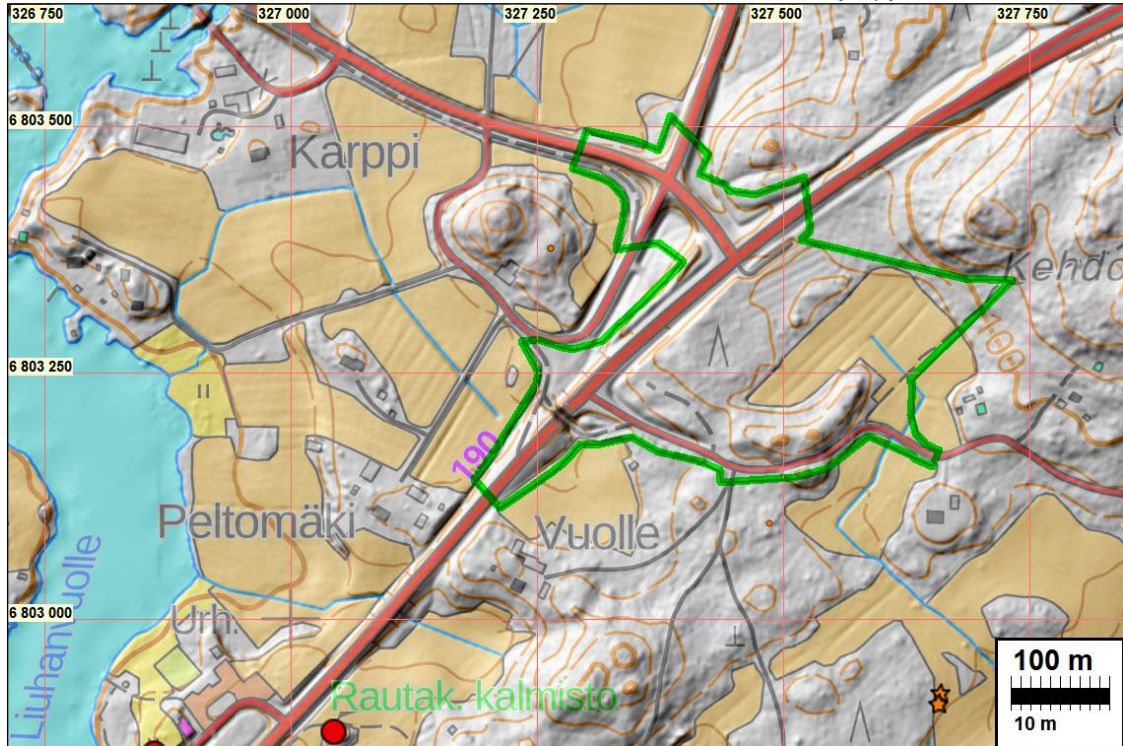 326 750
327 000
327 250
327 500
327 750
6 803 500
Karppi
100
6 803 250
190
Peltomäki
Vuolle
Liuhanvuolle
6 803 000
Urh.
Rautak. kalmisto
100 m
10 m